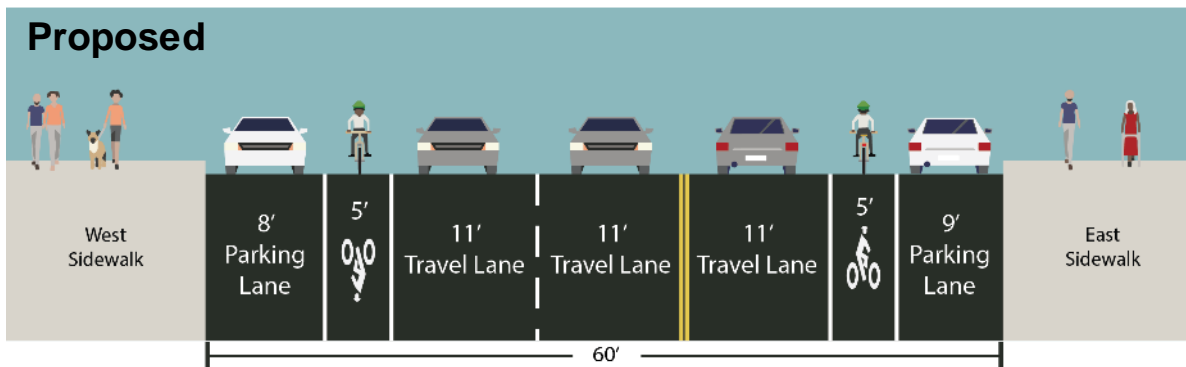 Proposed
West
Sidewalk
8′
Parking
Lane
5′
11′
Travel Lane
11′
Travel Lane
11′
Travel Lane
5′
9′
Parking
Lane
East
Sidewalk
60′